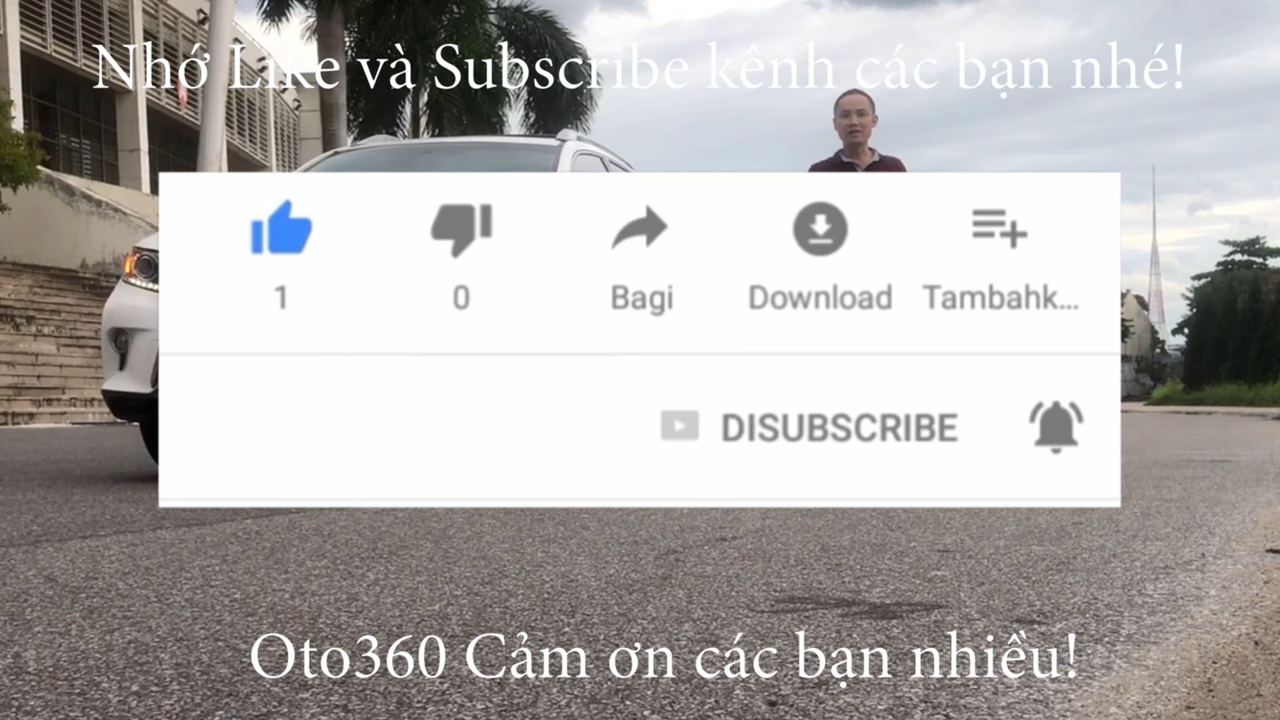 Nhớ Like và Subscribe kênh các bạn nhé!
1 0 Bagi Download Tambahk...
DISUBSCRIBE
Oto360 Cảm ơn các bạn nhiều!